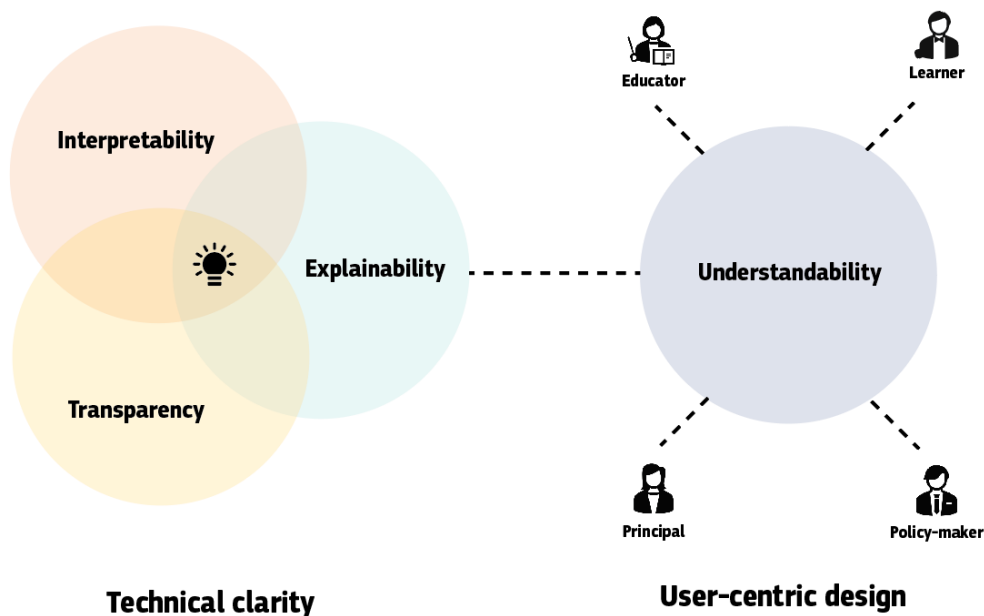 Educator
Learner
Interpretability
Explainability
Understandability
Transparency
Principal
Policy-maker
Technical clarity
User-centric design